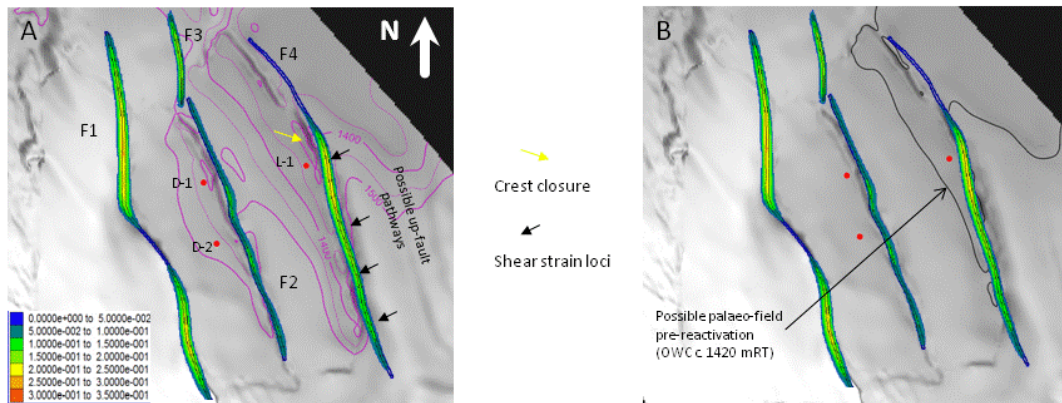 A
F3
N
F4
F1
1400
L-1
D-1
1500
Possible up-fault
pathways
D-2
1400
F2
0.0000e+000 to 5.0000e-002
5.0000e-002 to 1.0000e-001
1.0000e-001 to 1.5000e-001
1.5000e-001 to 2.0000e-001
2.0000e-001 to 2.5000e-001
2.5000e-001 to 3.0000e-001
3.0000e-001 to 3.5000e-001
Crest closure
Shear strain loci
B
Possible palaeo-field
pre-reactivation
(OWC c. 1420 mRT)